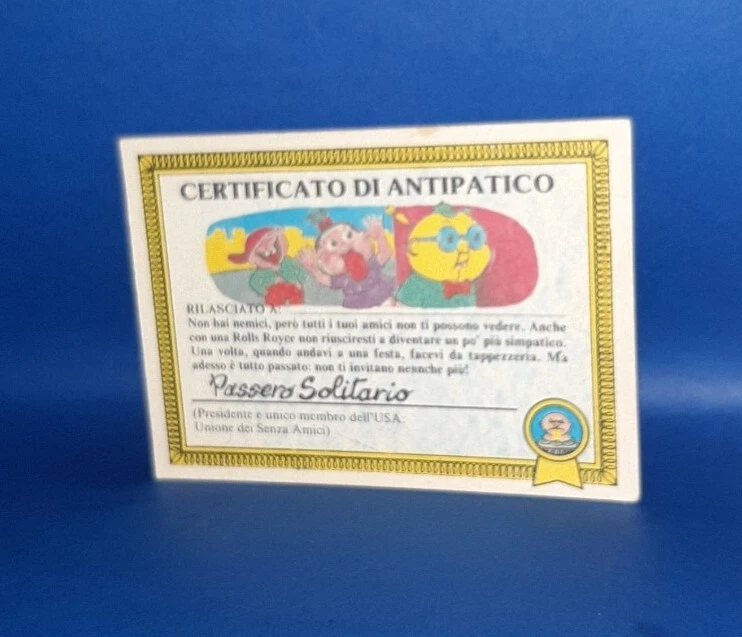 CERTIFICATO DI ANTIPATICO
RILASCIATO A:
Non hai nemici, però tutti i tuoi amici non ti possono vedere. Anche
con una Rolls Royce non riusciresti a diventare un po' più simpatico.
Una volta, quando andavi a una festa, facevi da tappezzeria. Ma
adesso è tutto passato: non ti invitano neanche più!
Passero Solitario
(Presidente e unico membro dell'USA:
Unione dei Senza Amici)